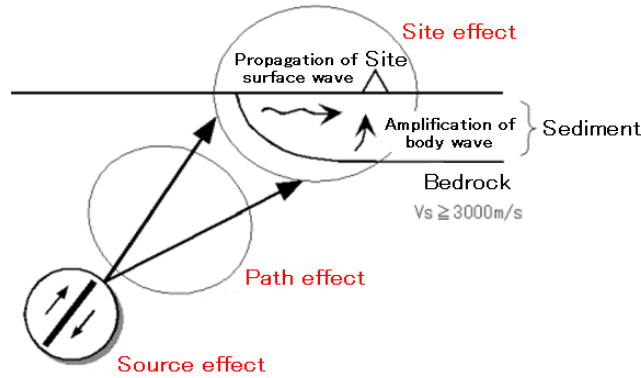 Site effect
Propagation of
surface wave
Site
Amplification of
body wave
Sediment
Bedrock
Vs≧3000m/s
Path effect
Source effect